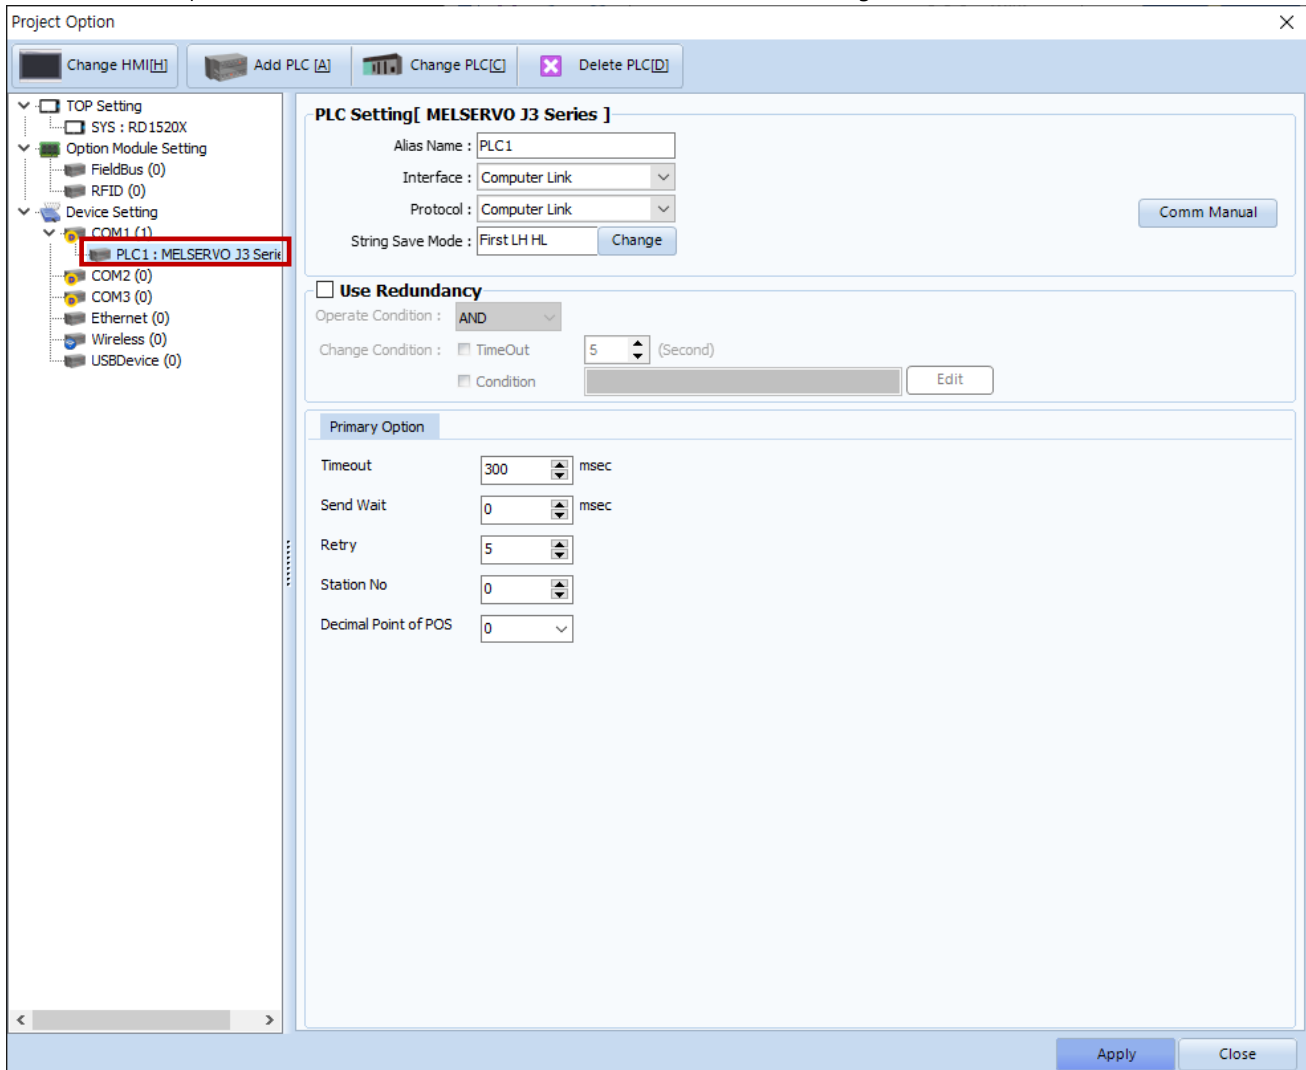 Project Option
Change HMI[H] Add PLC [A] Change PLC[C] Delete PLC[D]
TOP Setting
SYS : RD1520X
Option Module Setting
FieldBus (0)
RFID (0)
Device Setting
COM1 (1)
PLC1 : MELSERVO J3 Serie
COM2 (0)
COM3 (0)
Ethernet (0)
Wireless (0)
USBDevice (0)
PLC Setting[ MELSERVO J3 Series ]
Alias Name : PLC1
Interface : Computer Link
Protocol : Computer Link
Comm Manual
String Save Mode : First LH HL Change
Use Redundancy
Operate Condition : AND
Change Condition : TimeOut 5 (Second)
Condition Edit
Primary Option
Timeout 300 msec
Send Wait 0 msec
Retry 5
Station No 0
Decimal Point of POS 0
Apply Close